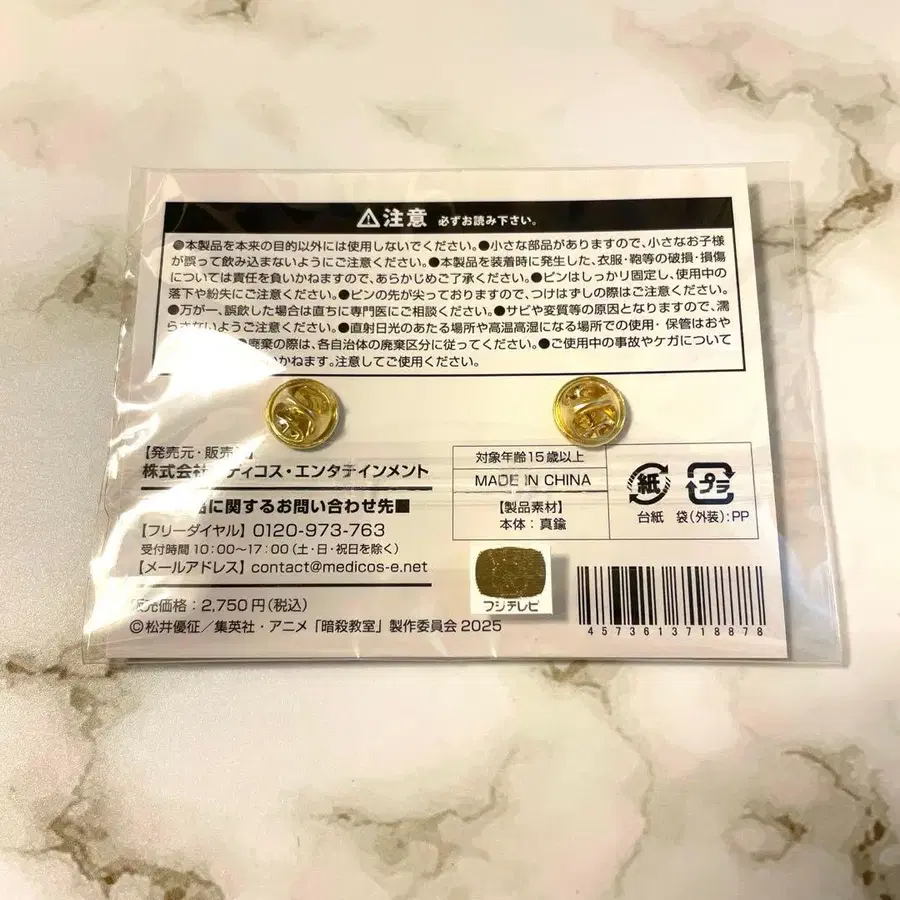 注意 必ずお読み下さい。
●本製品を本来の目的以外には使用しないでください。●小さな部品がありますので、小さなお子様
が誤って飲み込まないようにご注意ください。●本製品を装着時に発生した、衣服・鞄等の破損・損傷
については責任を負いかねますので、あらかじめご了承ください。●ピンはしっかり固定し、使用中の
落下や紛失にご注意ください。●ピンの先が尖っておりますので、つけはずしの際はご注意ください。
●万が一、誤飲した場合は直ちに専門医にご相談ください。●サビや変質等の原因となりますので、濡
らさないようご注意ください。●直射日光のあたる場所や高温高湿になる場所での使用・保管はおや
●廃棄の際は、各自治体の廃棄区分に従ってください。●ご使用中の事故やケガについて
いかねます。注意してご使用ください。
【発売元・販売
株式会社 ディコス・エンタテインメント
に関するお問い合わせ先■
【フリーダイヤル】0120-973-763
受付時間 10:00~17:00(土・日・祝日を除く)
【メールアドレス】contact@medicos-e.net
売価格:2,750円(税込)
©松井優征/集英社・アニメ「暗殺教室」製作委員会 2025
対象年齢15歳以上
MADE IN CHINA
【製品素材】
本体:真鍮
紙
台紙
プラ
袋(外装):PP
フジテレビ
4573613718878